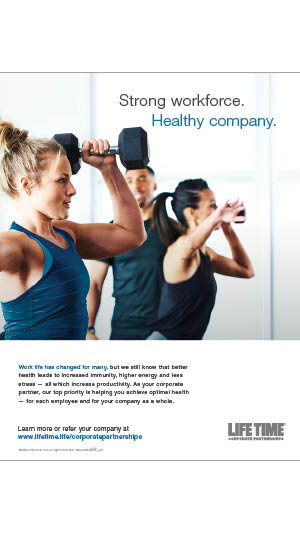 Strong workforce.
Healthy company.
Work life has changed for many, but we still know that better
health leads to increased immunity, higher energy and less
stress — all which increase productivity. As your corporate
partner, our top priority is helping you achieve optimal health
— for each employee and for your company as a whole.
Learn more or refer your company at
www.lifetime.life/corporatepartnerships
LIFE TIME
CORPORATE PARTNERSHIPS